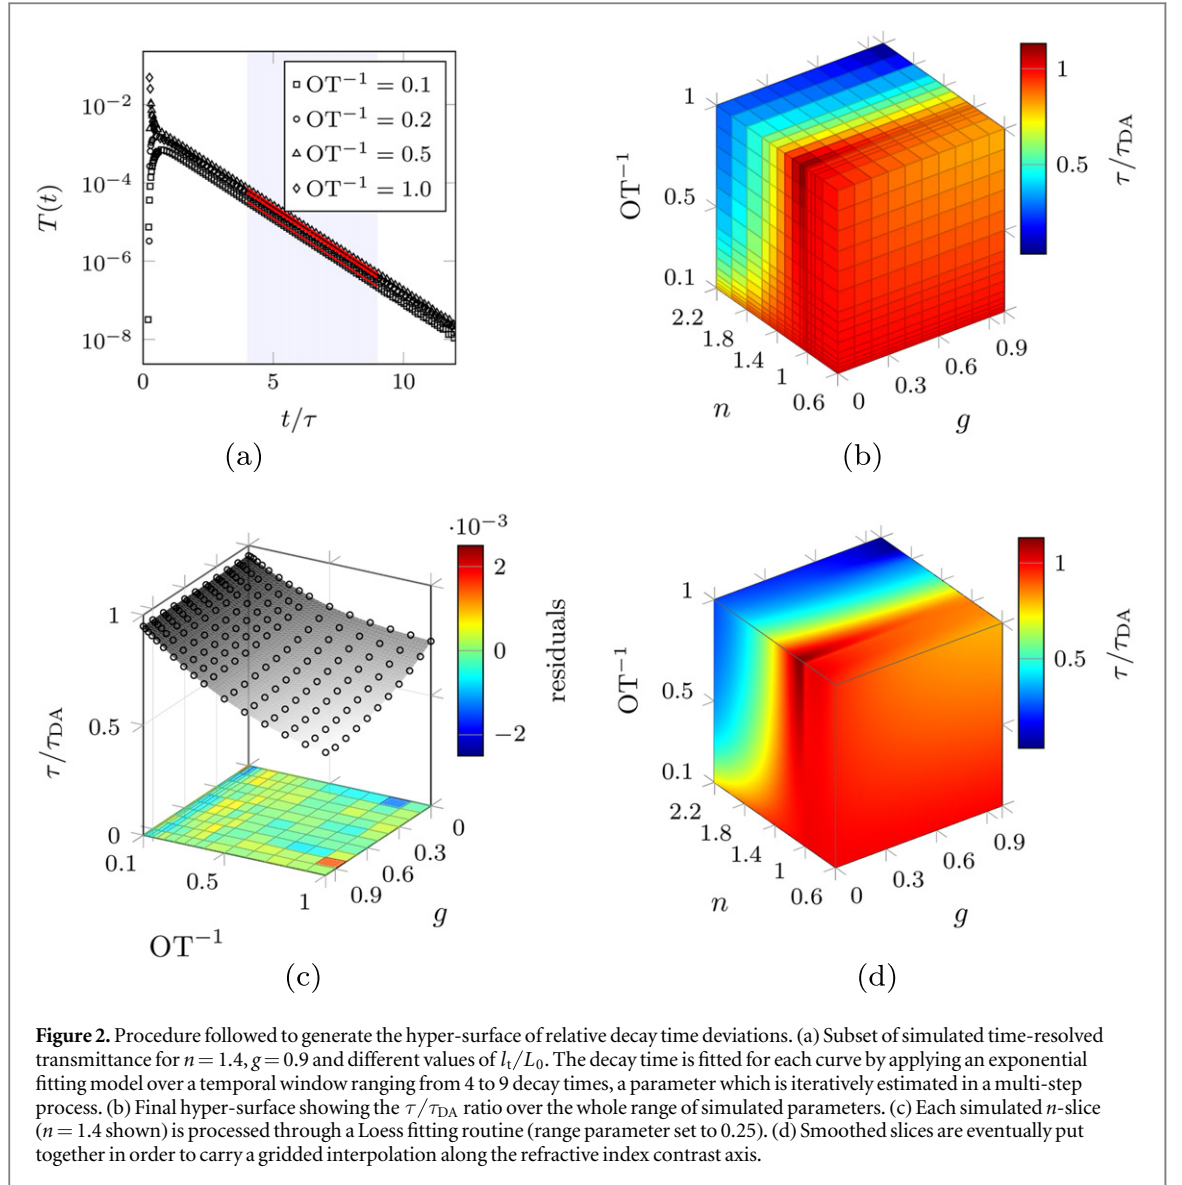 10⁻²
10⁻⁴
10⁻⁶
10⁻⁸
T(t)
OT⁻¹ = 0.1
OT⁻¹ = 0.2
OT⁻¹ = 0.5
OT⁻¹ = 1.0
0 5 10
t/τ
(a)
1
0.5
0.1
OT⁻¹
2.2
1.8
1.4
1
0.6
n
0
0.3
0.6
0.9
g
1
0.5
τ/τDA
(b)
·10⁻³
2
0
−2
residuals
1
0.5
0
τ/τDA
0.1
0.5
1
OT⁻¹
0.9
0.6
0.3
0
g
(c)
1
0.5
0.1
OT⁻¹
2.2
1.8
1.4
1
0.6
n
0
0.3
0.6
0.9
g
1
0.5
τ/τDA
(d)
Figure 2. Procedure followed to generate the hyper-surface of relative decay time deviations. (a) Subset of simulated time-resolved
transmittance for n = 1.4, g = 0.9 and different values of lt/L0. The decay time is fitted for each curve by applying an exponential
fitting model over a temporal window ranging from 4 to 9 decay times, a parameter which is iteratively estimated in a multi-step
process. (b) Final hyper-surface showing the τ/τDA ratio over the whole range of simulated parameters. (c) Each simulated n-slice
(n = 1.4 shown) is processed through a Loess fitting routine (range parameter set to 0.25). (d) Smoothed slices are eventually put
together in order to carry a gridded interpolation along the refractive index contrast axis.